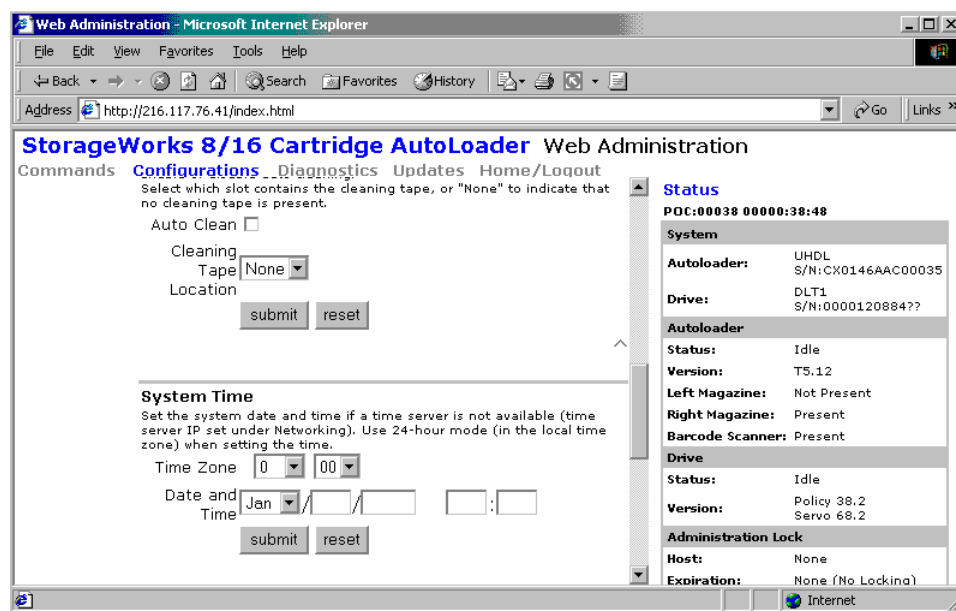 Web Administration - Microsoft Internet Explorer
File Edit View Favorites Tools Help
Back Search Favorites History
Address http://216.117.76.41/index.html Go Links »
StorageWorks 8/16 Cartridge AutoLoader Web Administration
Commands Configurations Diagnostics Updates Home/Logout
Select which slot contains the cleaning tape, or "None" to indicate that
no cleaning tape is present.
Auto Clean
Cleaning
Tape None
Location
submit reset
System Time
Set the system date and time if a time server is not available (time
server IP set under Networking). Use 24-hour mode (in the local time
zone) when setting the time.
Time Zone 0 00
Date and
Time Jan / / :
submit reset
Status
POC:00038 00000:38:48
System
Autoloader: UHDL
S/N:CX0146AAC00035
Drive: DLT1
S/N:0000120884??
Autoloader
Status: Idle
Version: T5.12
Left Magazine: Not Present
Right Magazine: Present
Barcode Scanner: Present
Drive
Status: Idle
Version: Policy 38.2
Servo 68.2
Administration Lock
Host: None
Expiration: None (No Locking)
Internet